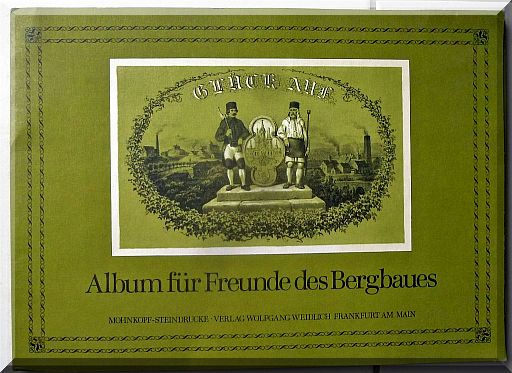 GLÜCK AUF
Album für Freunde des Bergbaues
MOHNKOPF-STEINDRUCKE · VERLAG WOLFGANG WEIDLICH FRANKFURT AM MAIN